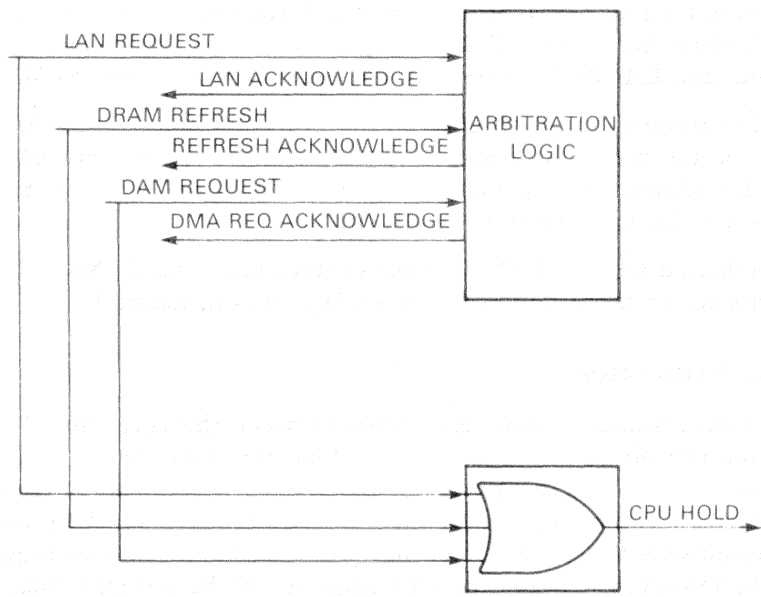 LAN REQUEST
LAN ACKNOWLEDGE
DRAM REFRESH
REFRESH ACKNOWLEDGE
DAM REQUEST
DMA REQ ACKNOWLEDGE
ARBITRATION
LOGIC
CPU HOLD